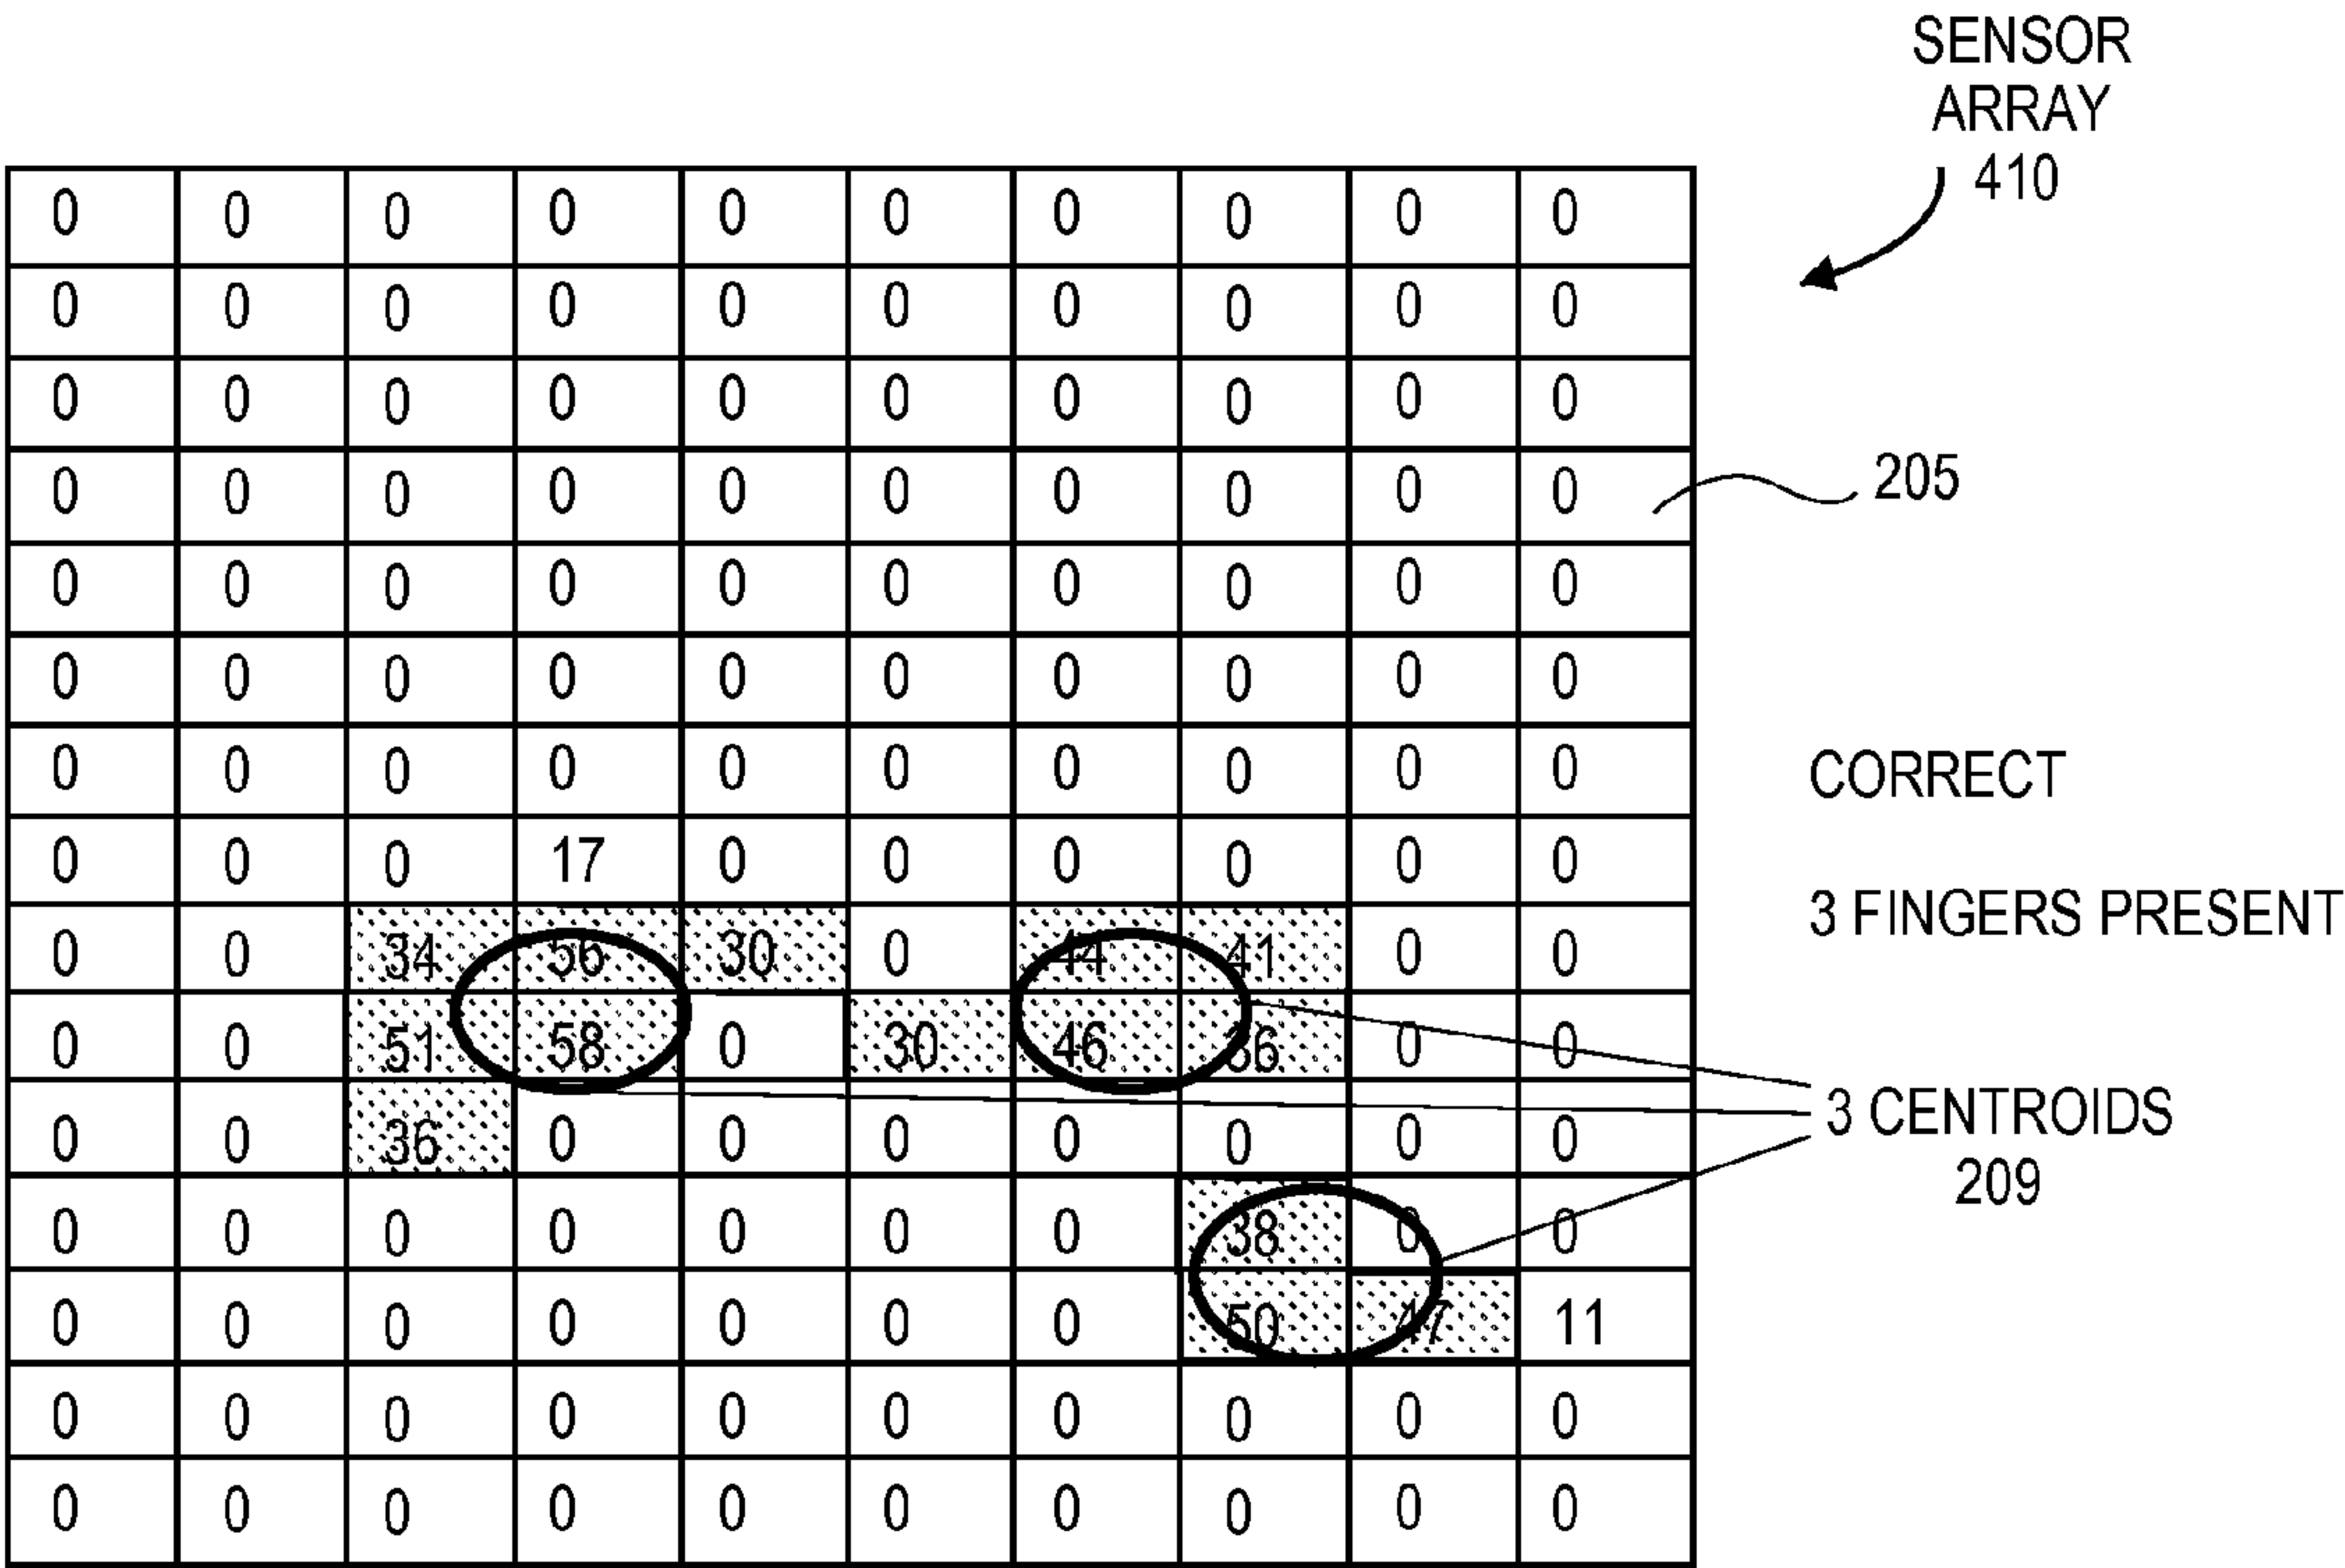 SENSOR
ARRAY
410
0 0 0 0 0 0 0 0 0 0
0 0 0 0 0 0 0 0 0 0
0 0 0 0 0 0 0 0 0 0
0 0 0 0 0 0 0 0 0 0
205
0 0 0 0 0 0 0 0 0 0
0 0 0 0 0 0 0 0 0 0
0 0 0 0 0 0 0 0 0 0
CORRECT
0 0 0 17 0 0 0 0 0 0
3 FINGERS PRESENT
0 0 34 56 30 0 44 41 0 0
0 0 51 58 0 30 46 36 0 0
0 0 36 0 0 0 0 0 0 0
3 CENTROIDS
209
0 0 0 0 0 0 0 38 0 0
0 0 0 0 0 0 0 50 47 11
0 0 0 0 0 0 0 0 0 0
0 0 0 0 0 0 0 0 0 0